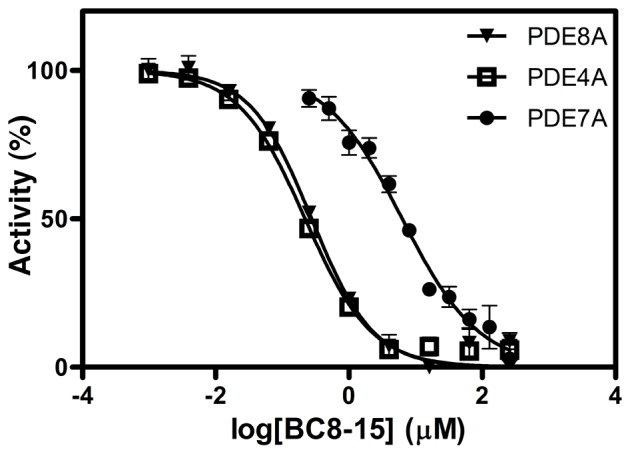 PDE8A
PDE4A
PDE7A
100
50
0
Activity (%)
-4
-2
0
2
4
log[BC8-15] (μM)